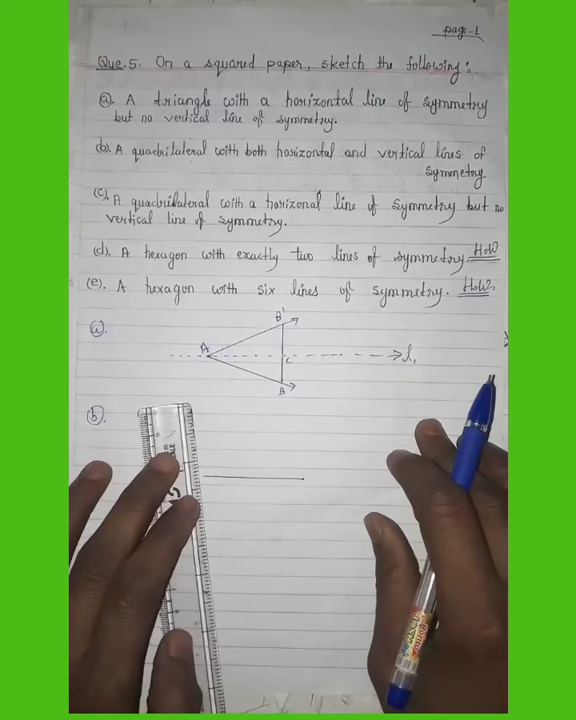 page-1
Que.5. On a squared paper, sketch the following:
(a). A triangle with a horizontal line of symmetry
but no vertical line of symmetry.
(b). A quadrilateral with both horizontal and vertical lines of
symmetry.
(c). A quadrilateral with a horizonal line of symmetry but no
vertical line of symmetry.
(d). A hexagon with exactly two lines of symmetry. H.W
(e). A hexagon with six lines of symmetry. H.W.
(a).
B'
A
C
l₁
B
(b).